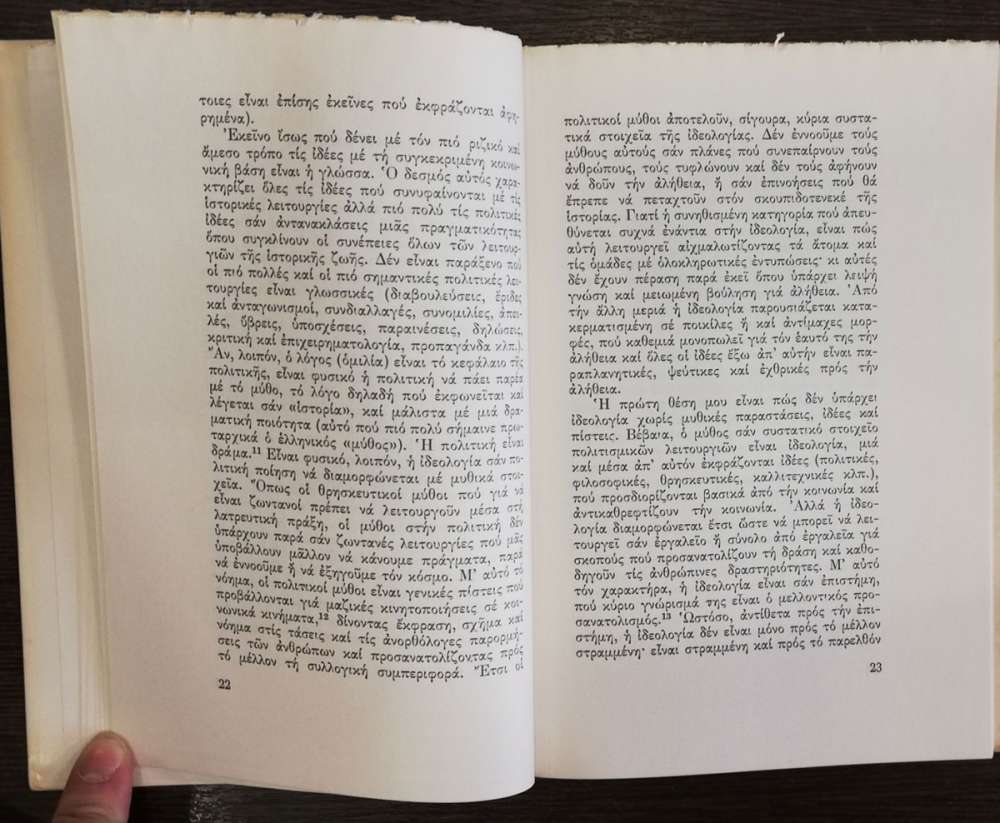 τοιες εἶναι ἐπίσης ἐκεῖνες πού ἐκφράζονται ἀφη-
ρημένα).
Ἐκεῖνο ἴσως πού δένει μέ τόν πιό ριζικό καί
ἄμεσο τρόπο τίς ἰδέες μέ τή συγκεκριμένη κοινω-
νική βάση εἶναι ἡ γλώσσα. Ὁ δεσμός αὐτός χαρα-
κτηρίζει ὅλες τίς ἰδέες πού συνυφαίνονται μέ τίς
ἱστορικές λειτουργίες ἀλλά πιό πολύ τίς πολιτικές
ἰδέες σάν ἀντανακλάσεις μιᾶς πραγματικότητας
ὅπου συγκλίνουν οἱ συνέπειες ὅλων τῶν λειτουρ-
γιῶν τῆς ἱστορικῆς ζωῆς. Δέν εἶναι παράξενο πού
οἱ πιό πολλές καί οἱ πιό σημαντικές πολιτικές λει-
τουργίες εἶναι γλωσσικές (διαβουλεύσεις, ἔριδες
καί ἀνταγωνισμοί, συνδιαλλαγές, συνομιλίες, ἀπει-
λές, ὕβρεις, ὑποσχέσεις, παραινέσεις, δηλώσεις,
κριτική καί ἐπιχειρηματολογία, προπαγάνδα κλπ.).
Ἄν, λοιπόν, ὁ λόγος (ὁμιλία) εἶναι τό κεφάλαιο τῆς
πολιτικῆς, εἶναι φυσικό ἡ πολιτική νά πάει παρέα
μέ τό μύθο, τό λόγο δηλαδή πού ἐκφωνεῖται καί
λέγεται σάν «ἱστορία», καί μάλιστα μέ μιά δρα-
ματική ποιότητα (αὐτό πού πιό πολύ σήμαινε πρω-
ταρχικά ὁ ἑλληνικός «μύθος»). Ἡ πολιτική εἶναι
δράμα.¹¹ Εἶναι φυσικό, λοιπόν, ἡ ἰδεολογία σάν πο-
λιτική ποίηση νά διαμορφώνεται μέ μυθικά στοι-
χεῖα. Ὅπως οἱ θρησκευτικοί μύθοι πού γιά νά
εἶναι ζωντανοί πρέπει νά λειτουργοῦν μέσα στή
λατρευτική πράξη, οἱ μύθοι στήν πολιτική δέν
ὑπάρχουν παρά σάν ζωντανές λειτουργίες πού μᾶς
ὑποβάλλουν μᾶλλον νά κάνουμε πράγματα, παρά
νά ἐννοοῦμε ἤ νά ἐξηγοῦμε τόν κόσμο. Μ' αὐτό τό
νόημα, οἱ πολιτικοί μύθοι εἶναι γενικές πίστεις πού
προβάλλονται γιά μαζικές κινητοποιήσεις σέ κοι-
νωνικά κινήματα,¹² δίνοντας ἔκφραση, σχῆμα καί
νόημα στίς τάσεις καί τίς ἀνορθόλογες παρορμή-
σεις τῶν ἀνθρώπων καί προσανατολίζοντας πρός
τό μέλλον τή συλλογική συμπεριφορά. Ἔτσι οἱ
22
πολιτικοί μύθοι ἀποτελοῦν, σίγουρα, κύρια συστα-
τικά στοιχεῖα τῆς ἰδεολογίας. Δέν ἐννοοῦμε τούς
μύθους αὐτούς σάν πλάνες πού συνεπαίρνουν τούς
ἀνθρώπους, τούς τυφλώνουν καί δέν τούς ἀφήνουν
νά δοῦν τήν ἀλήθεια, ἤ σάν ἐπινοήσεις πού θά
ἔπρεπε νά πεταχτοῦν στόν σκουπιδοτενεκέ τῆς
ἱστορίας. Γιατί ἡ συνηθισμένη κατηγορία πού ἀπευ-
θύνεται συχνά ἐνάντια στήν ἰδεολογία, εἶναι πώς
αὐτή λειτουργεῖ αἰχμαλωτίζοντας τά ἄτομα καί
τίς ὁμάδες μέ ὁλοκληρωτικές ἐντυπώσεις· κι αὐτές
δέν ἔχουν πέραση παρά ἐκεῖ ὅπου ὑπάρχει λειψή
γνώση καί μειωμένη βούληση γιά ἀλήθεια. Ἀπό
τήν ἄλλη μεριά ἡ ἰδεολογία παρουσιάζεται κατα-
κερματισμένη σέ ποικίλες ἤ καί ἀντίμαχες μορ-
φές, πού καθεμιά μονοπωλεῖ γιά τόν ἑαυτό της τήν
ἀλήθεια καί ὅλες οἱ ἰδέες ἔξω ἀπ' αὐτήν εἶναι πα-
ραπλανητικές, ψεύτικες καί ἐχθρικές πρός τήν
ἀλήθεια.
Ἡ πρώτη θέση μου εἶναι πώς δέν ὑπάρχει
ἰδεολογία χωρίς μυθικές παραστάσεις, ἰδέες καί
πίστεις. Βέβαια, ὁ μύθος σάν συστατικό στοιχεῖο
πολιτισμικῶν λειτουργιῶν εἶναι ἰδεολογία, μιά
καί μέσα ἀπ' αὐτόν ἐκφράζονται ἰδέες (πολιτικές,
φιλοσοφικές, θρησκευτικές, καλλιτεχνικές κλπ.),
πού προσδιορίζονται βασικά ἀπό τήν κοινωνία καί
ἀντικαθρεφτίζουν τήν κοινωνία. Ἀλλά ἡ ἰδεο-
λογία διαμορφώνεται ἔτσι ὥστε νά μπορεῖ νά λει-
τουργεῖ σάν ἐργαλεῖο ἤ σύνολο ἀπό ἐργαλεῖα γιά
σκοπούς πού προσανατολίζουν τή δράση καί καθο-
δηγοῦν τίς ἀνθρώπινες δραστηριότητες. Μ' αὐτό
τόν χαρακτήρα, ἡ ἰδεολογία εἶναι σάν ἐπιστήμη,
πού κύριο γνώρισμά της εἶναι ὁ μελλοντικός προ-
σανατολισμός.¹³ Ὡστόσο, ἀντίθετα πρός τήν ἐπι-
στήμη, ἡ ἰδεολογία δέν εἶναι μόνο πρός τό μέλλον
στραμμένη· εἶναι στραμμένη καί πρός τό παρελθόν
23